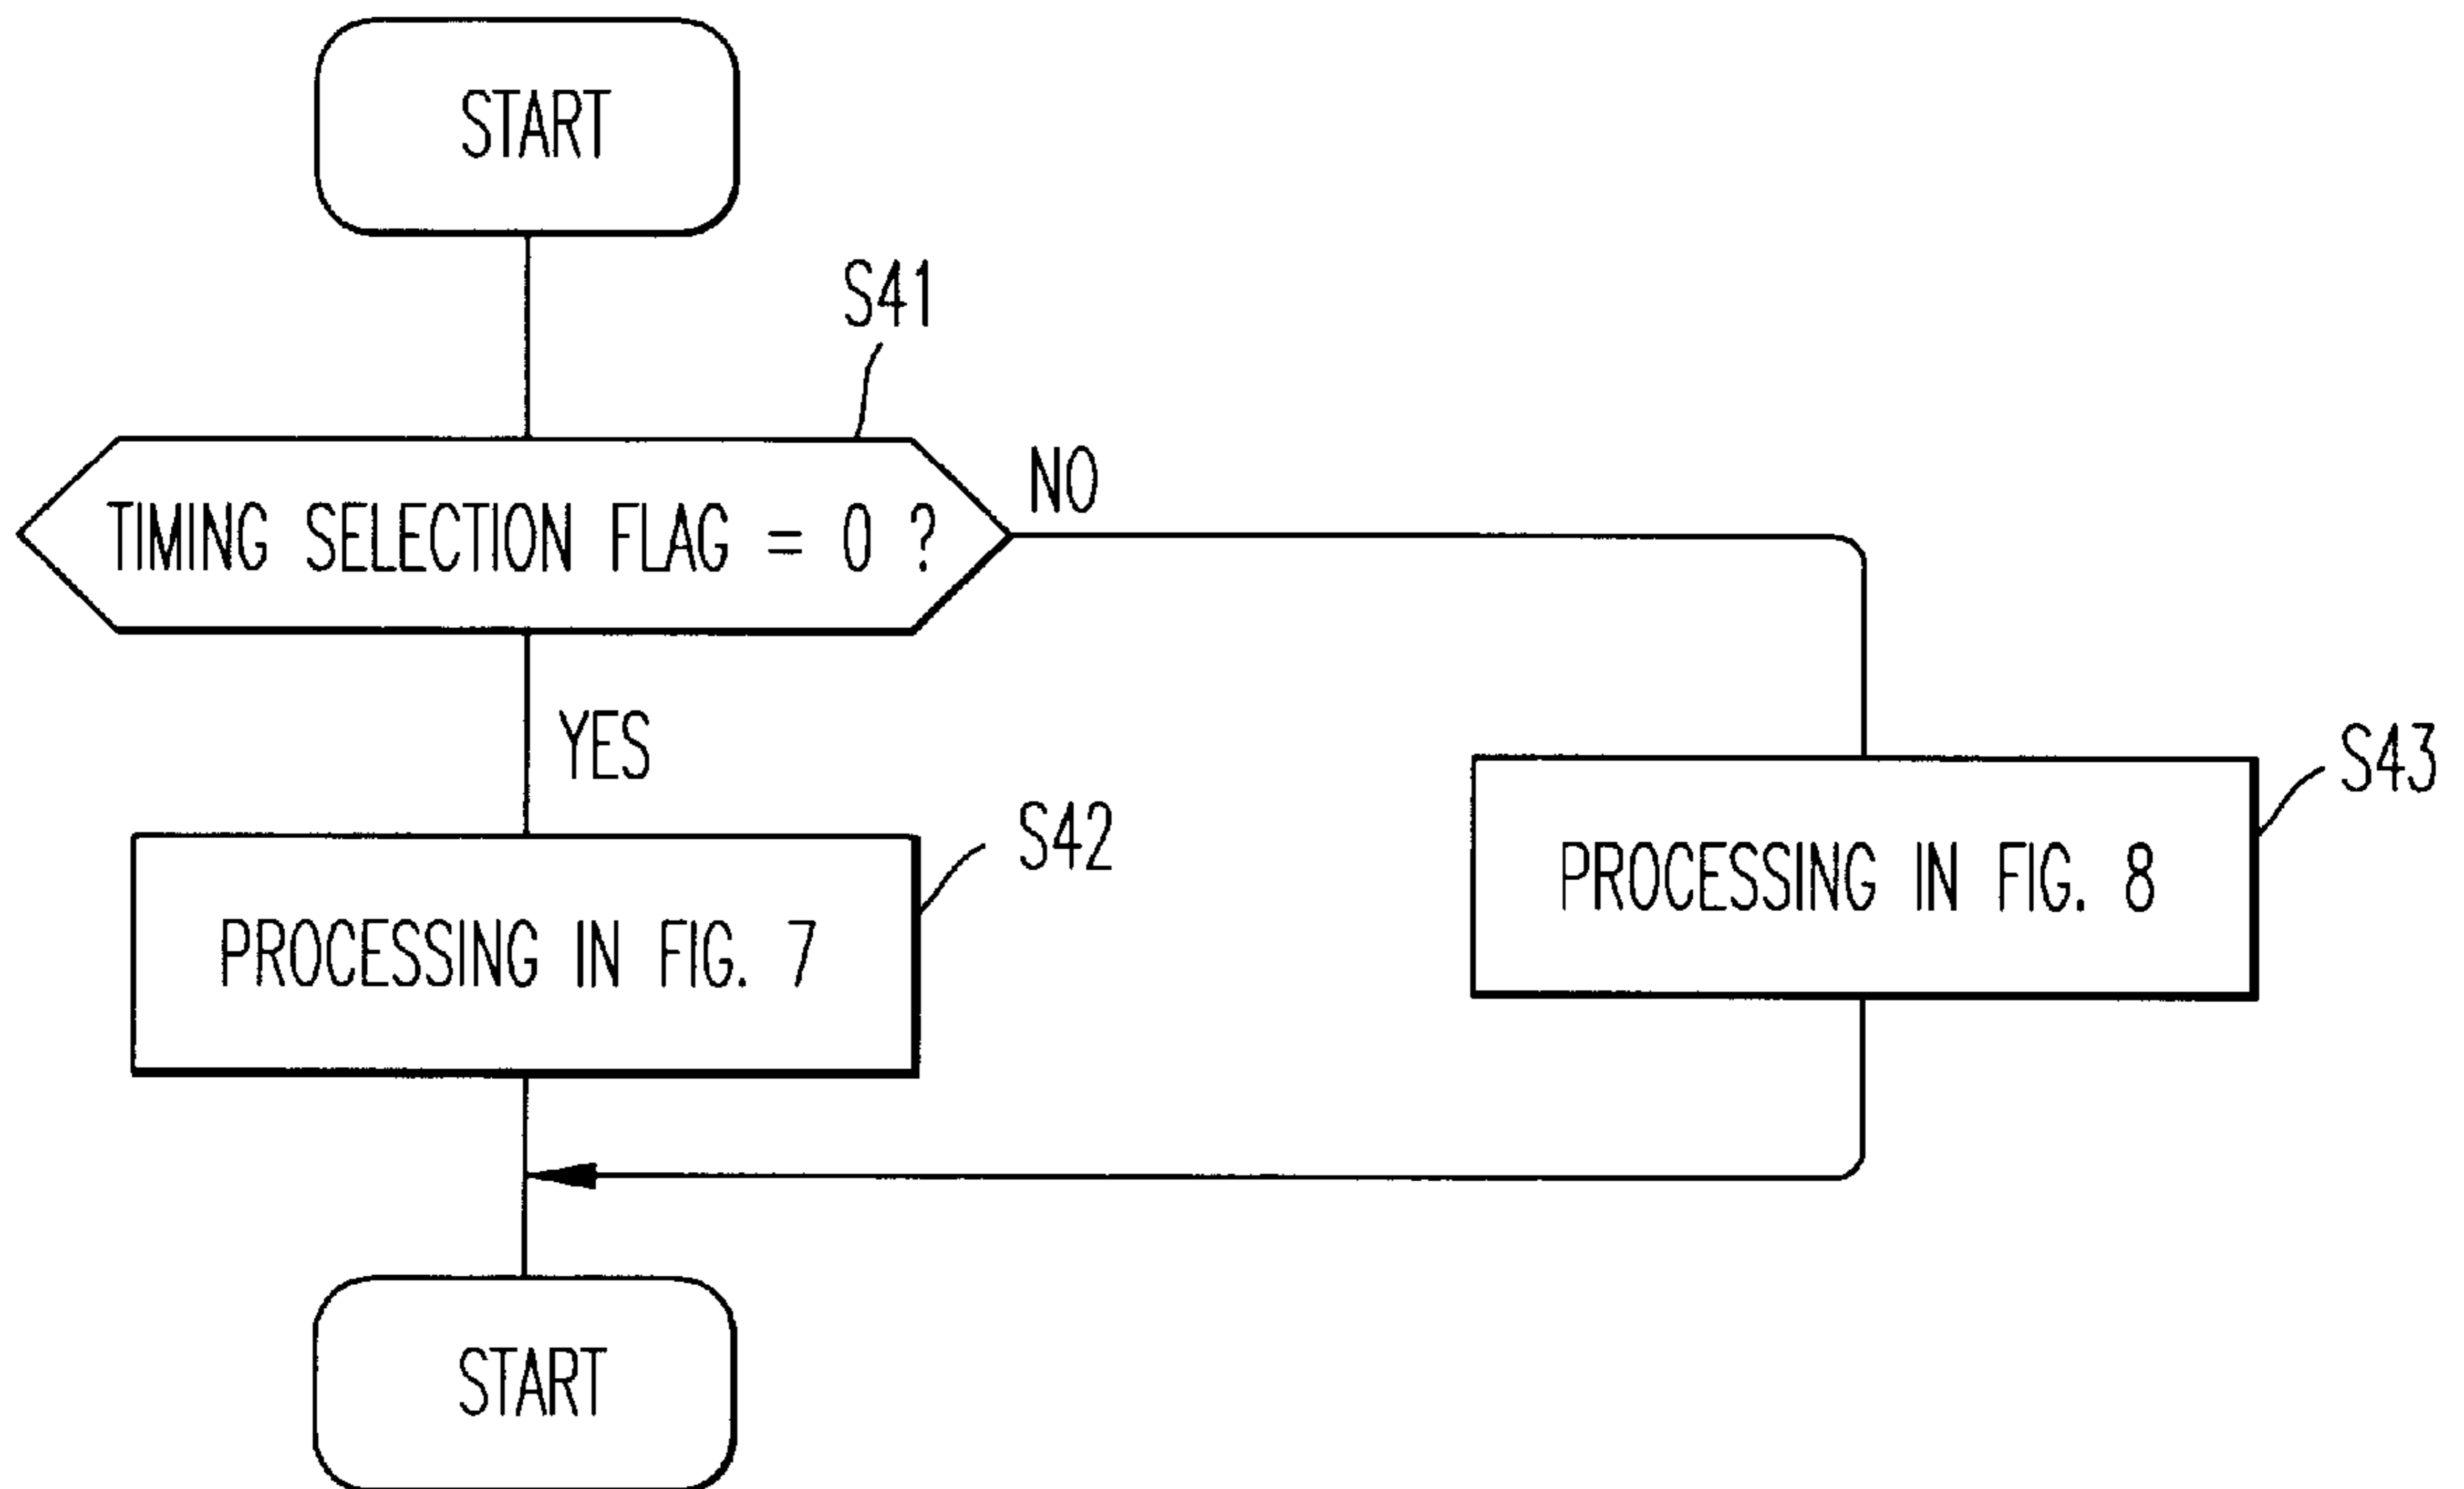 START
S41
NO
TIMING SELECTION FLAG = 0 ?
YES
S43
S42
PROCESSING IN FIG. 8
PROCESSING IN FIG. 7
START